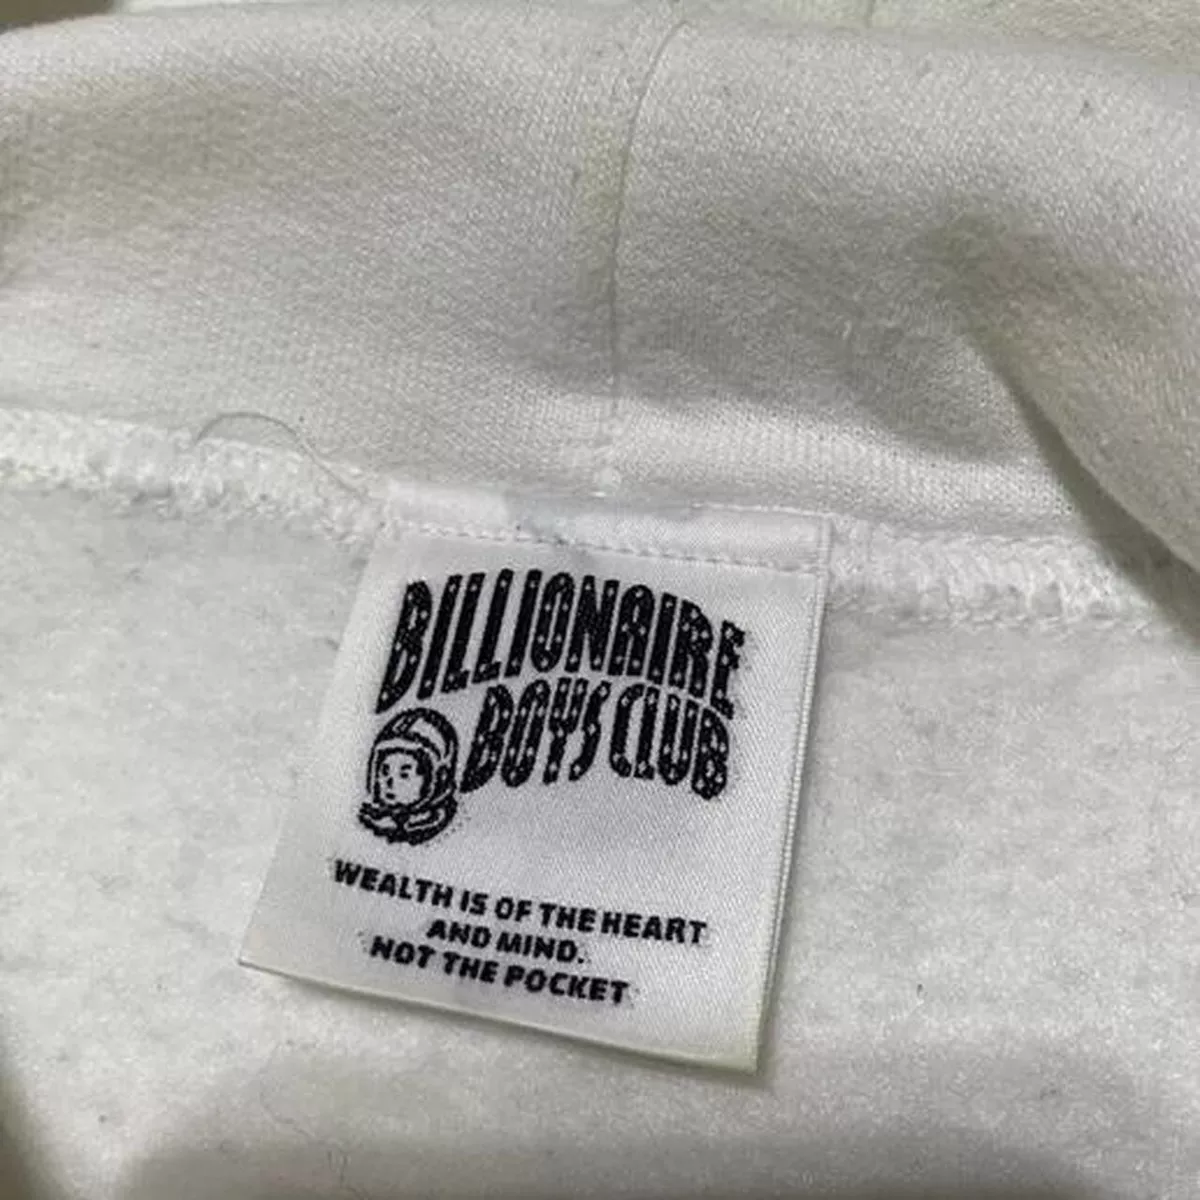 BILLIONAIRE
BOYS CLUB
WEALTH IS OF THE HEART
AND MIND.
NOT THE POCKET